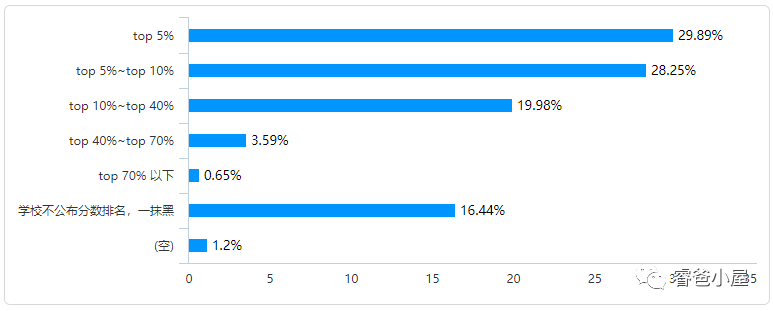 top 5% 29.89%
top 5%~top 10% 28.25%
top 10%~top 40% 19.98%
top 40%~top 70% 3.59%
top 70% 以下 0.65%
学校不公布分数排名，一抹黑 16.44%
(空) 1.2%
0 5 10 15 20 25 30 35
睿爸小屋